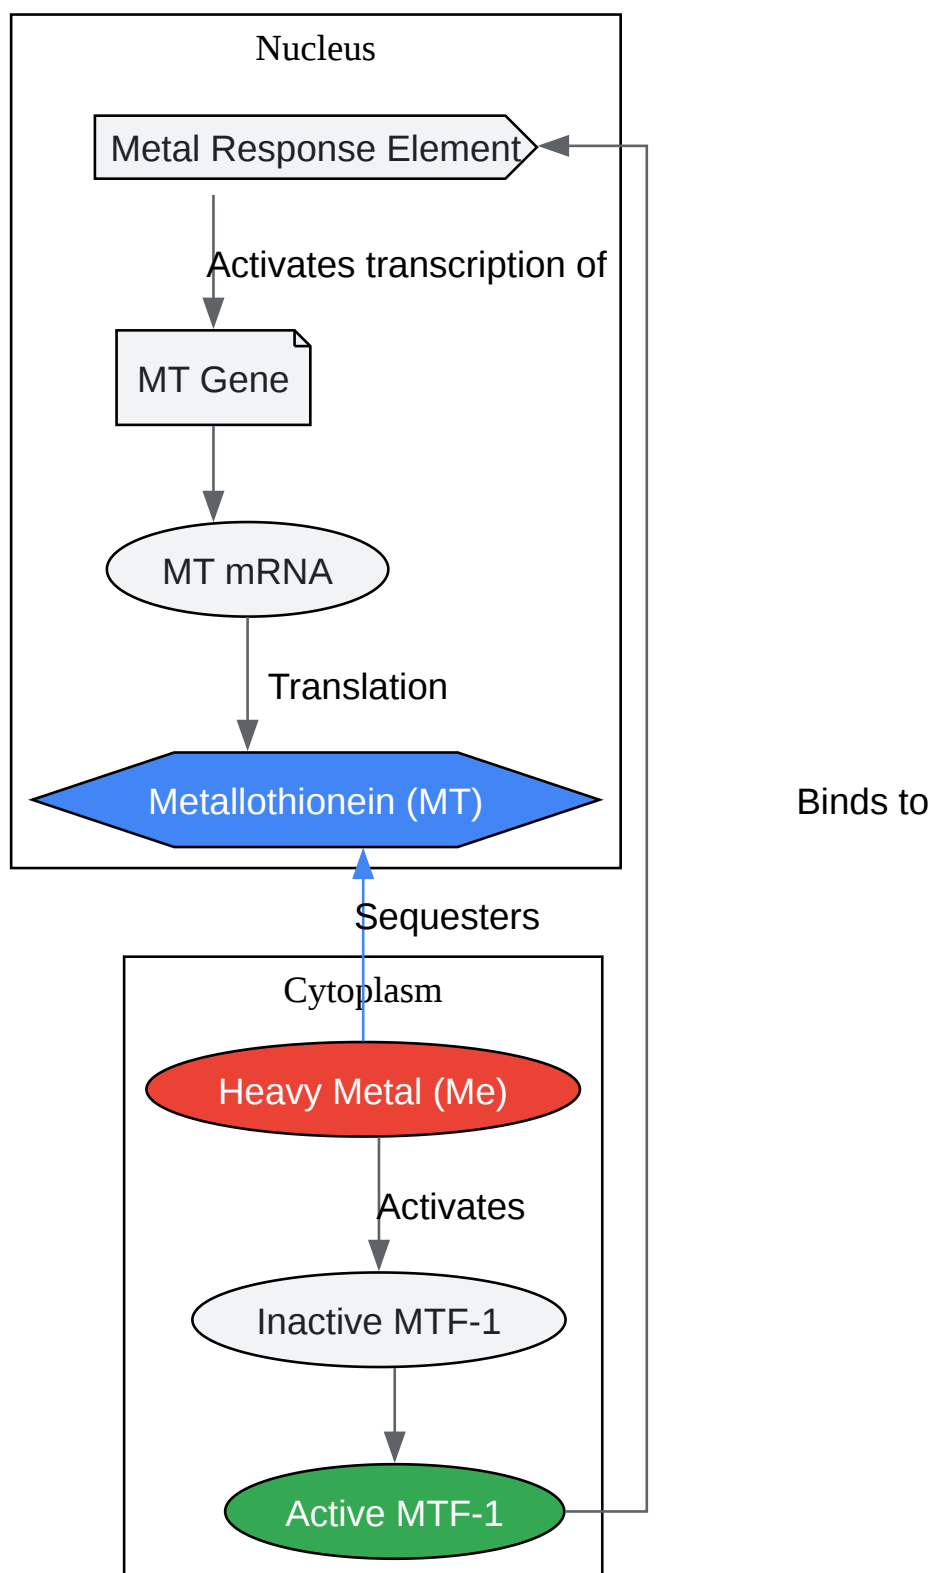 Nucleus
Metal Response Element
Activates transcription of
MT Gene
MT mRNA
Translation
Metallothionein (MT)
Binds to
Sequesters
Cytoplasm
Heavy Metal (Me)
Activates
Inactive MTF-1
Active MTF-1